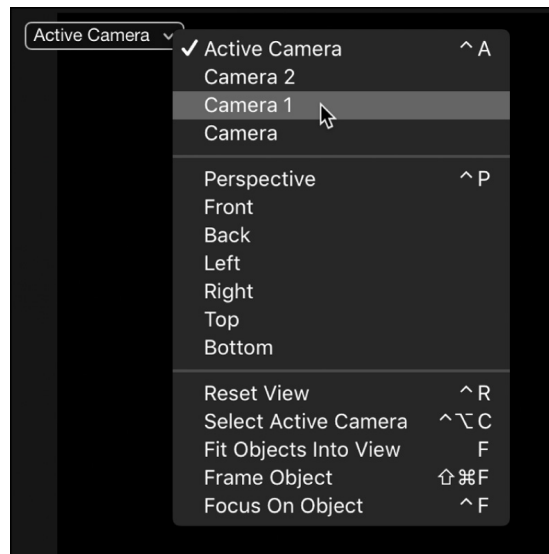 Active Camera
✓ Active Camera ^ A
Camera 2
Camera 1
Camera
Perspective ^ P
Front
Back
Left
Right
Top
Bottom
Reset View ^ R
Select Active Camera ^⌥ C
Fit Objects Into View F
Frame Object ⇧⌘F
Focus On Object ^ F